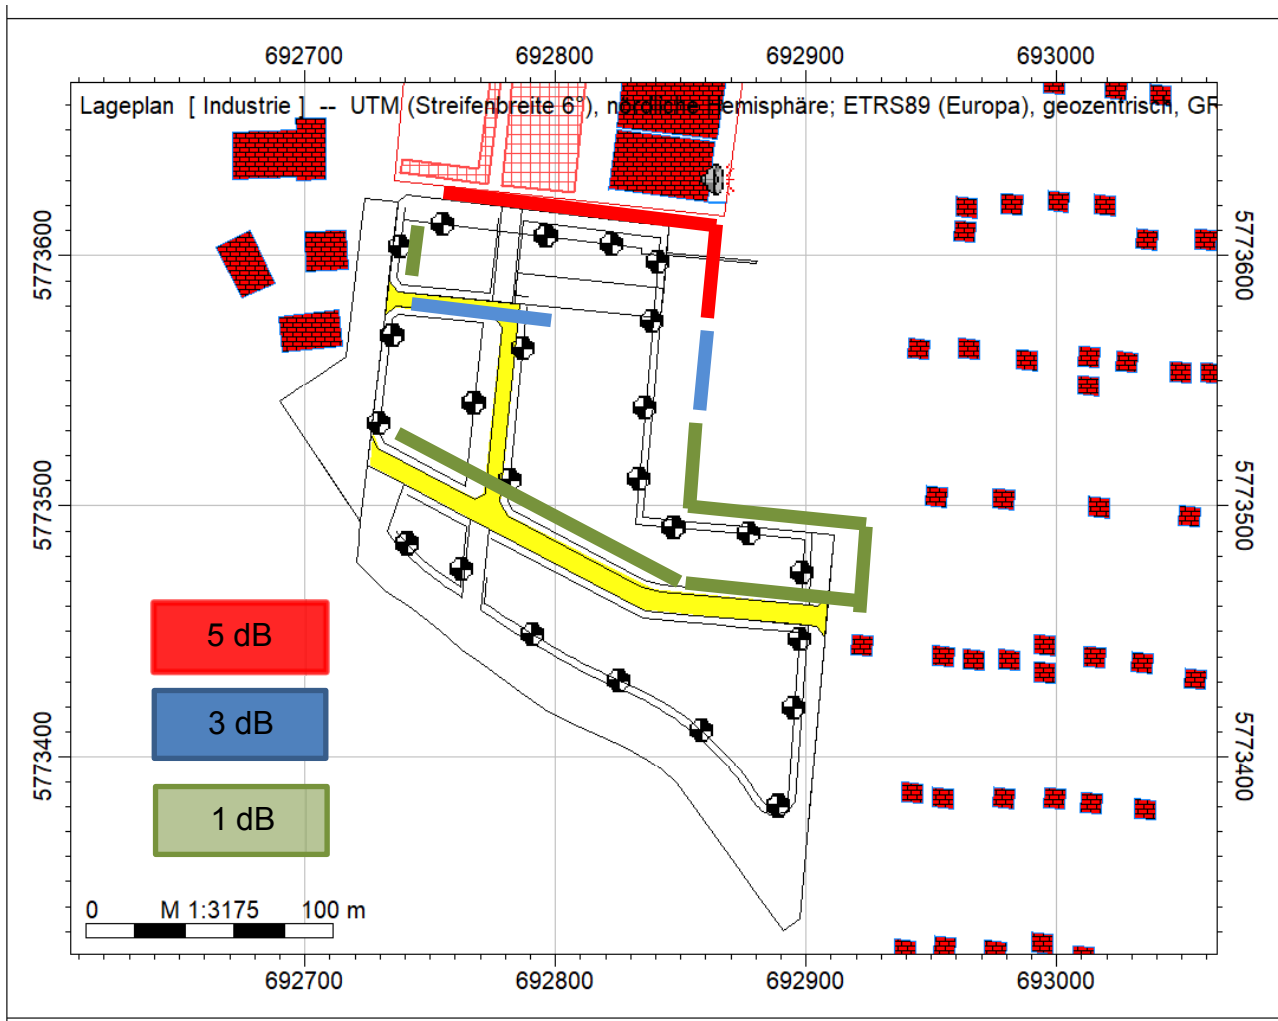 692700 692800 692900 693000
Lageplan [ Industrie ] -- UTM (Streifenbreite 6°), nördliche Hemisphäre; ETRS89 (Europa), geozentrisch, GR
5773600 5773600
5773500 5773500
5 dB
3 dB
5773400 5773400
1 dB
0 M 1:3175 100 m
692700 692800 692900 693000